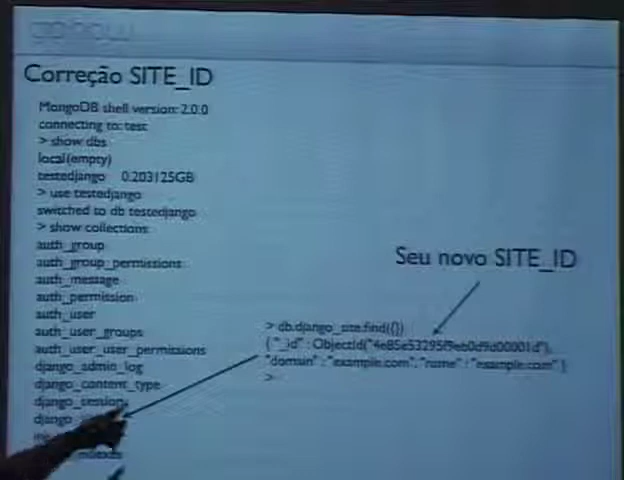 Correção SITE_ID
MongoDB shell version: 2.0.0
connecting to: test
> show dbs
local (empty)
testedjango 0.203125GB
> use testedjango
switched to db testedjango
> show collections
auth_group
auth_group_permissions
auth_message
auth_permission
auth_user
auth_user_groups
auth_user_user_permissions
django_admin_log
django_content_type
django_session
Seu novo SITE_ID
> db.django_site.find({})
{ "_id" : ObjectId(
"domain" : "example.com", "name" : "example.com" }
>